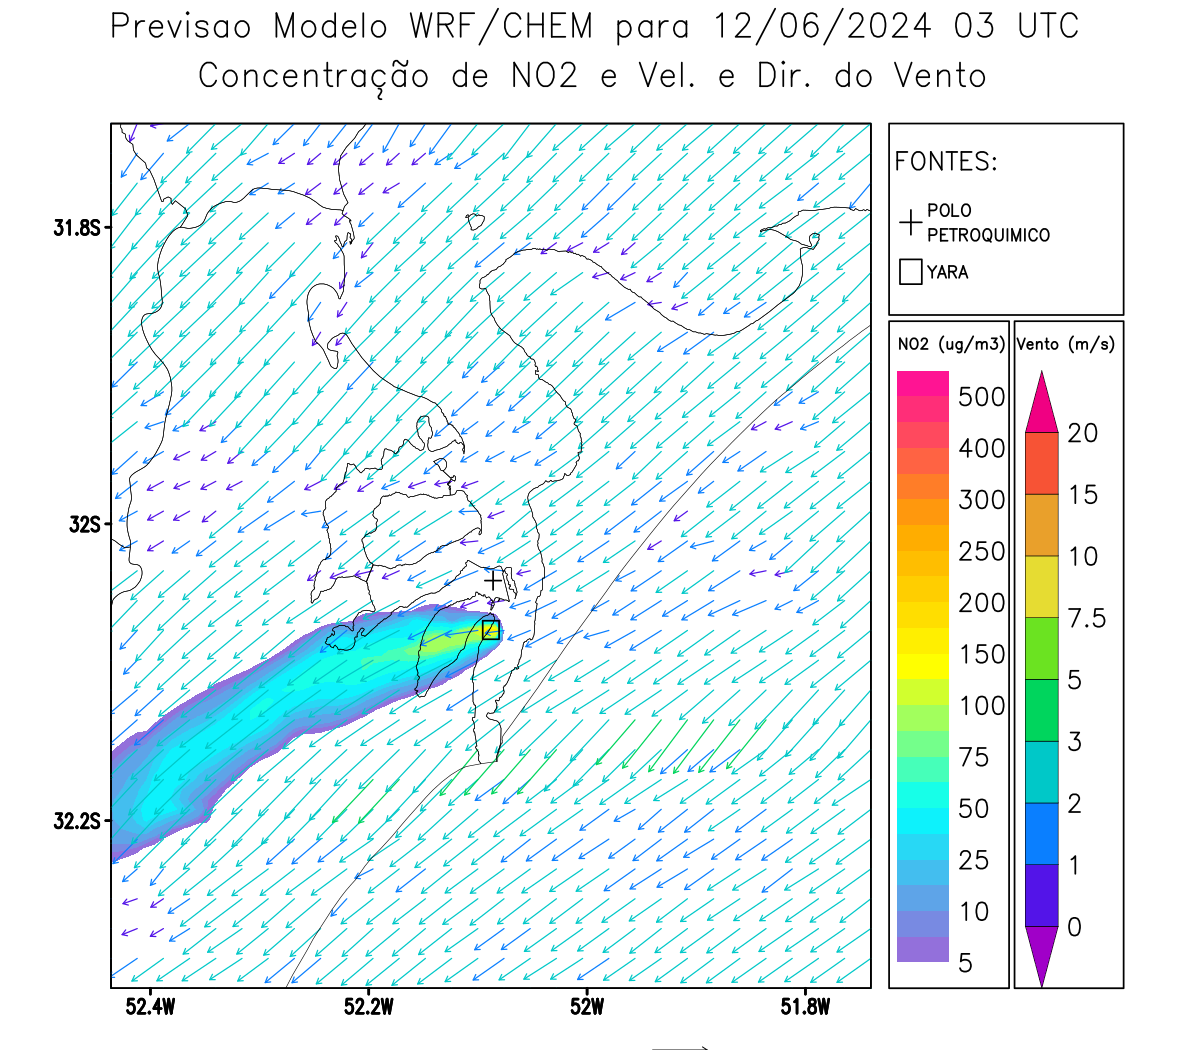 Previsao Modelo WRF/CHEM para 12/06/2024 03 UTC
Concentração de NO2 e Vel. e Dir. do Vento
FONTES:
POLO
PETROQUIMICO
YARA
31.8S
32S
32.2S
52.4W
52.2W
52W
51.8W
NO2 (ug/m3)
500
400
300
250
200
150
100
75
50
25
10
5
Vento (m/s)
20
15
10
7.5
5
3
2
1
0